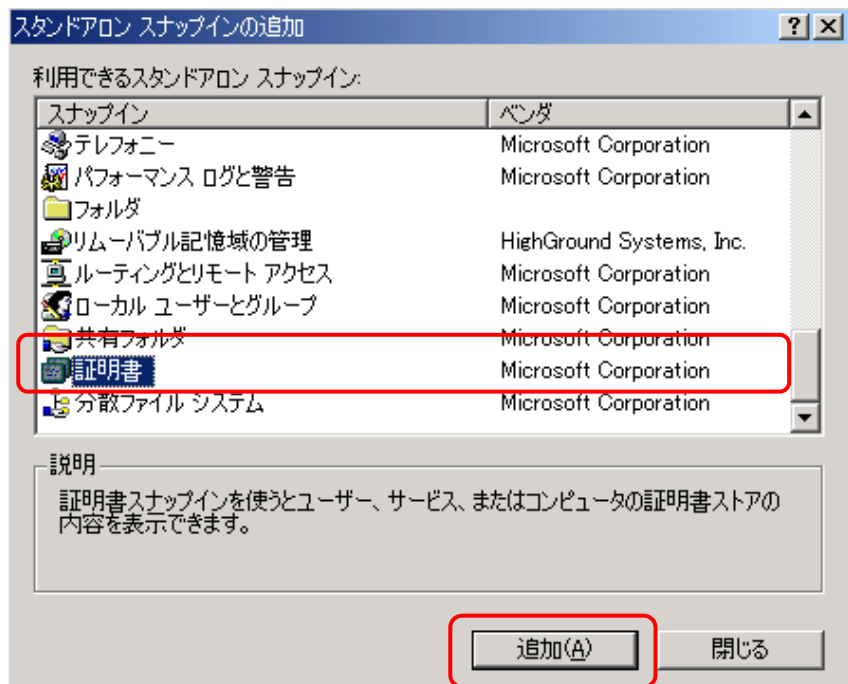 スタンドアロン スナップインの追加
利用できるスタンドアロン スナップイン:
スナップイン ベンダ
テレフォニー Microsoft Corporation
パフォーマンス ログと警告 Microsoft Corporation
フォルダ
リムーバブル記憶域の管理 HighGround Systems, Inc.
ルーティングとリモート アクセス Microsoft Corporation
ローカル ユーザーとグループ Microsoft Corporation
共有フォルダ Microsoft Corporation
証明書 Microsoft Corporation
分散ファイル システム Microsoft Corporation
説明
証明書スナップインを使うとユーザー、サービス、またはコンピュータの証明書ストアの
内容を表示できます。
追加(A) 閉じる